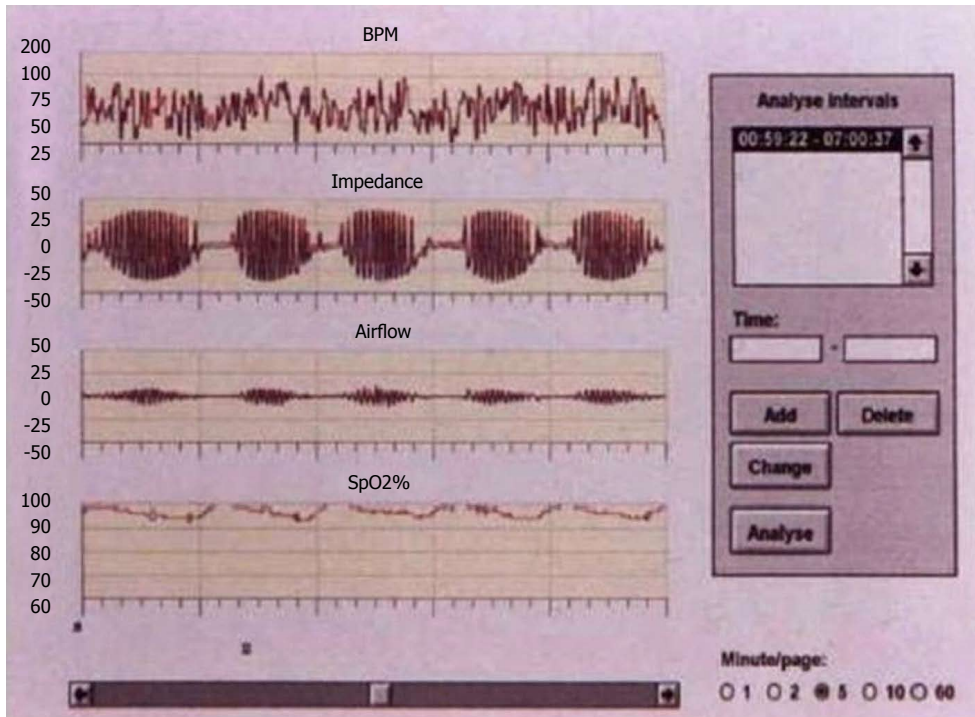 BPM
200
100
75
50
25
Impedance
50
25
0
-25
-50
Airflow
50
25
0
-25
-50
SpO2%
100
90
80
70
60
Analyse Intervals
00:59:22 - 07:00:37
Time:
-
Add Delete
Change
Analyse
Minute/page:
1 2 5 10 60